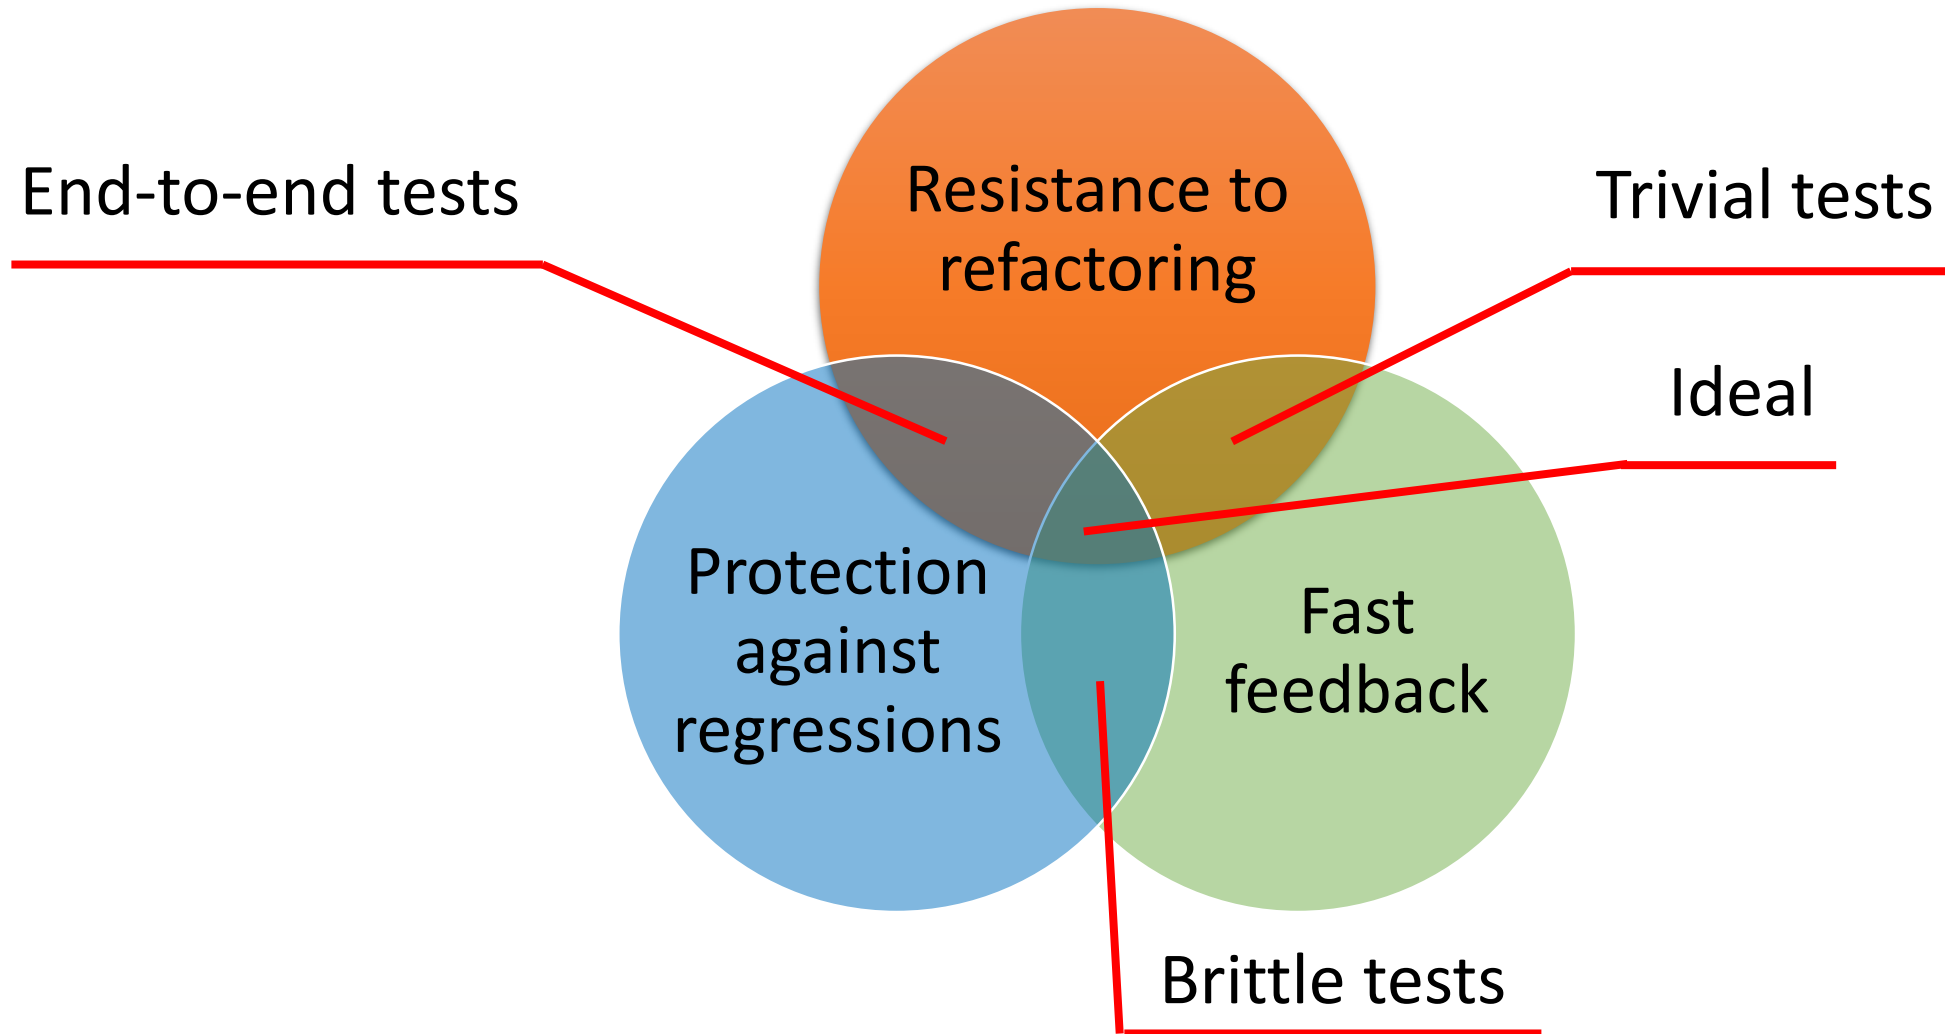 End-to-end tests
Resistance to
refactoring
Trivial tests
Ideal
Protection
against
regressions
Fast
feedback
Brittle tests